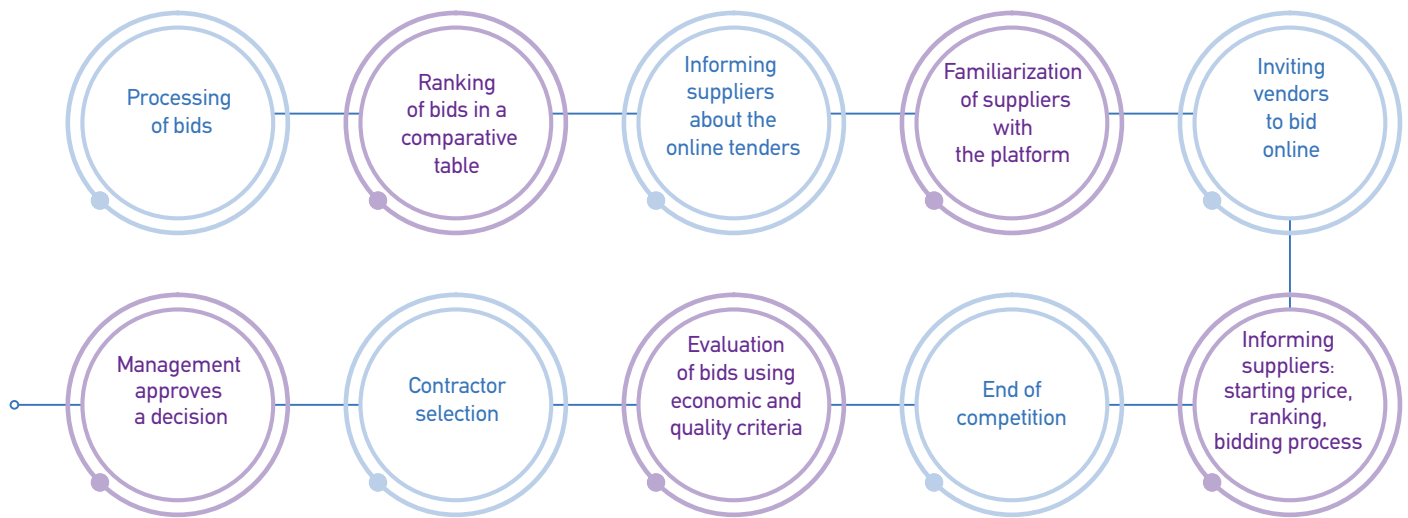 Processing
of bids
Ranking
of bids in a
comparative
table
Informing
suppliers
about the
online tenders
Familiarization
of suppliers
with
the platform
Inviting
vendors
to bid
online
Informing
suppliers:
starting price,
ranking,
bidding process
End of
competition
Evaluation
of bids using
economic and
quality criteria
Contractor
selection
Management
approves
a decision